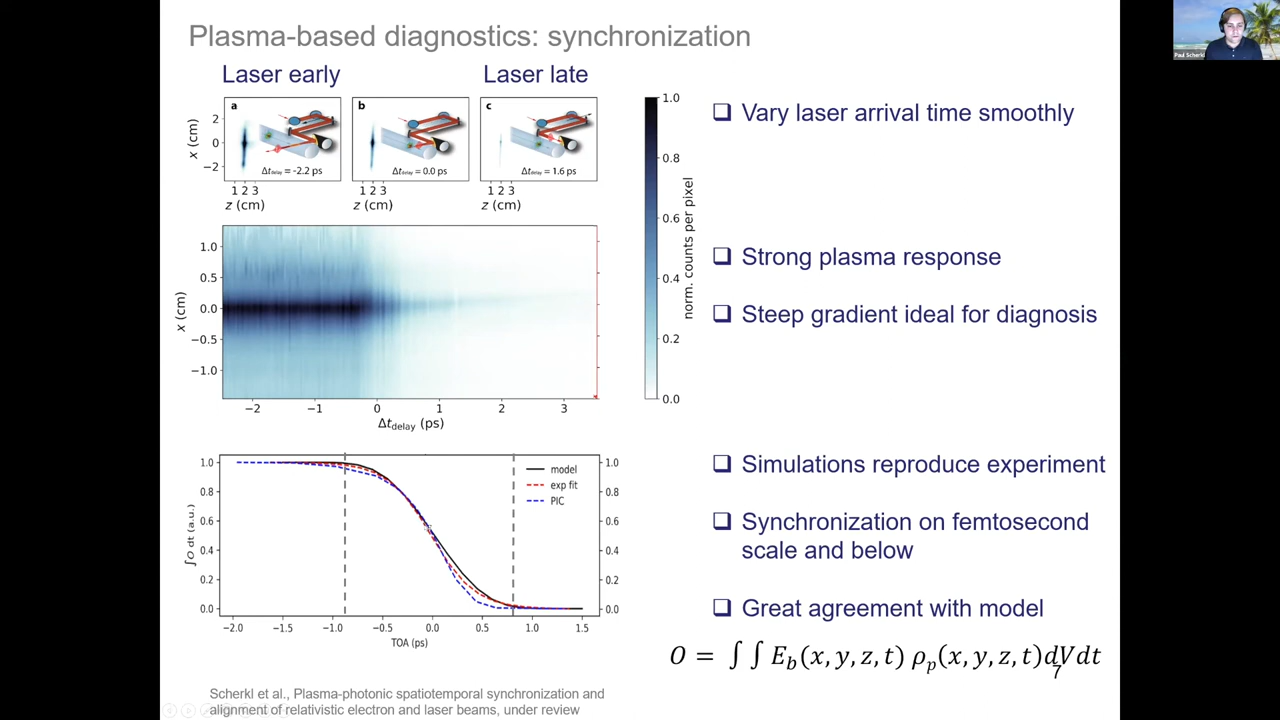 Plasma-based diagnostics: synchronization
Laser early
Laser late
a
b
c
x (cm)
2
0
−2
Δt_delay = -2.2 ps
Δt_delay = 0.0 ps
Δt_delay = 1.6 ps
1 2 3
1 2 3
1 2 3
z (cm)
z (cm)
z (cm)
1.0
0.8
0.6
0.4
0.2
0.0
norm. counts per pixel
x (cm)
1.0
0.5
0.0
−0.5
−1.0
−2
−1
0
1
2
3
Δt_delay (ps)
∫O dt (a.u.)
1.0
0.8
0.6
0.4
0.2
0.0
model
exp fit
PIC
1.0
0.8
0.6
0.4
0.2
0.0
−2.0
−1.5
−1.0
−0.5
0.0
0.5
1.0
1.5
TOA (ps)
Vary laser arrival time smoothly
Strong plasma response
Steep gradient ideal for diagnosis
Simulations reproduce experiment
Synchronization on femtosecond
scale and below
Great agreement with model
O = ∫ ∫ E_b(x, y, z, t) ρ_p(x, y, z, t)dVdt
7
Scherkl et al., Plasma-photonic spatiotemporal synchronization and
alignment of relativistic electron and laser beams, under review
Paul Scherkl